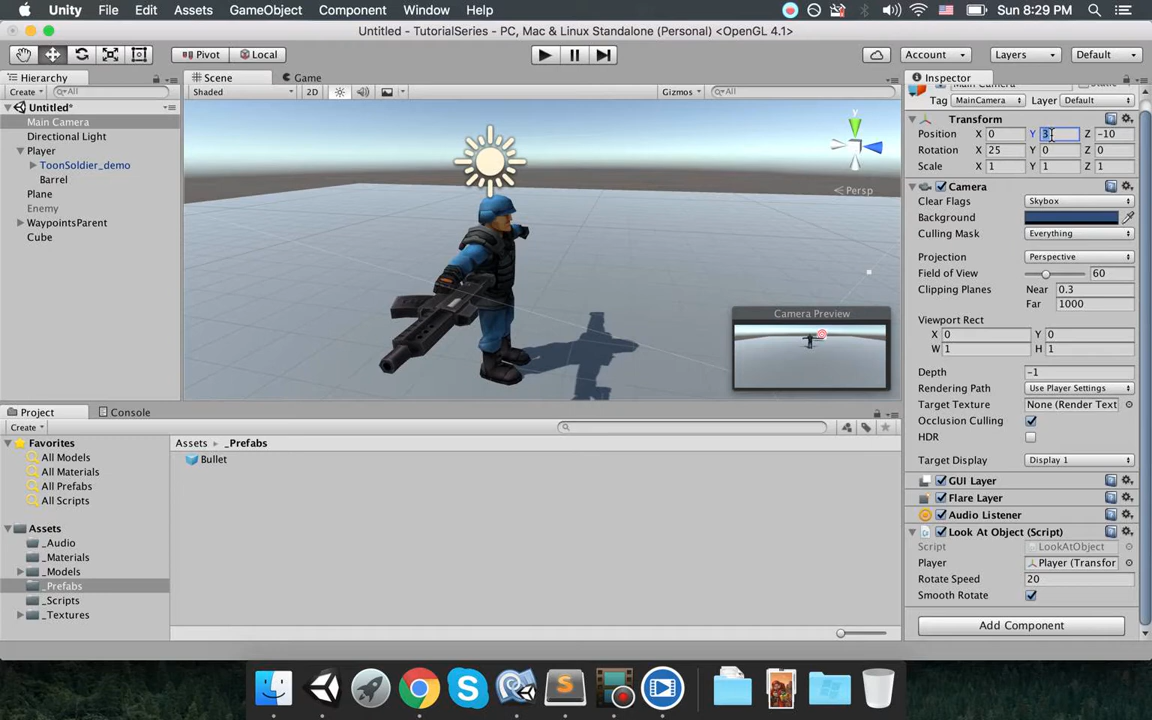 Unity File Edit Assets GameObject Component Window Help Sun 8:29 PM
Untitled - TutorialSeries - PC, Mac & Linux Standalone (Personal) <OpenGL 4.1>
Pivot Local Account Layers Default
Hierarchy
Create All
Untitled*
Main Camera
Directional Light
Player
ToonSoldier_demo
Barrel
Plane
Enemy
WaypointsParent
Cube
Scene Game
Shaded 2D Gizmos All
y
Persp
Camera Preview
Inspector
Main Camera Static
Tag MainCamera Layer Default
Transform
Position X 0 Y 3 Z -10
Rotation X 25 Y 0 Z 0
Scale X 1 Y 1 Z 1
Camera
Clear Flags Skybox
Background
Culling Mask Everything
Projection Perspective
Field of View 60
Clipping Planes Near 0.3
Far 1000
Viewport Rect
X 0 Y 0
W 1 H 1
Depth -1
Rendering Path Use Player Settings
Target Texture None (Render Text
Occlusion Culling
HDR
Target Display Display 1
GUI Layer
Flare Layer
Audio Listener
Look At Object (Script)
Script LookAtObject
Player Player (Transfor
Rotate Speed 20
Smooth Rotate
Add Component
Project Console
Create
Favorites
All Models
All Materials
All Prefabs
All Scripts
Assets
_Audio
_Materials
_Models
_Prefabs
_Scripts
_Textures
Assets _Prefabs
Bullet